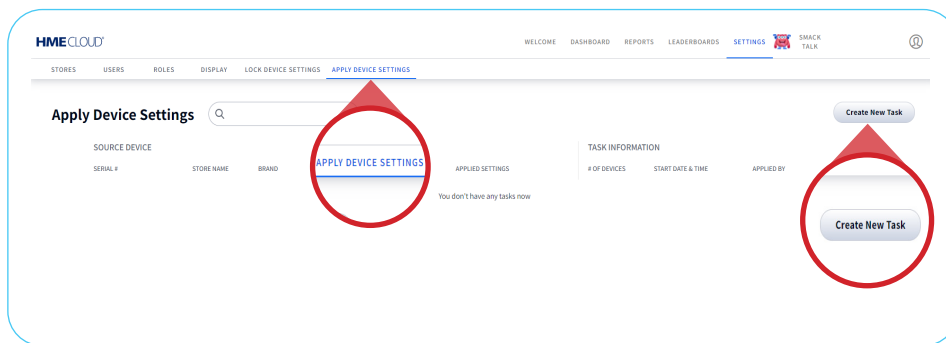 HME CLOUD®
WELCOME DASHBOARD REPORTS LEADERBOARDS SETTINGS SMACK TALK
STORES USERS ROLES DISPLAY LOCK DEVICE SETTINGS APPLY DEVICE SETTINGS
Apply Device Settings
Create New Task
SOURCE DEVICE
TASK INFORMATION
SERIAL # STORE NAME BRAND APPLIED SETTINGS # OF DEVICES START DATE & TIME APPLIED BY
APPLY DEVICE SETTINGS
You don't have any tasks now
Create New Task